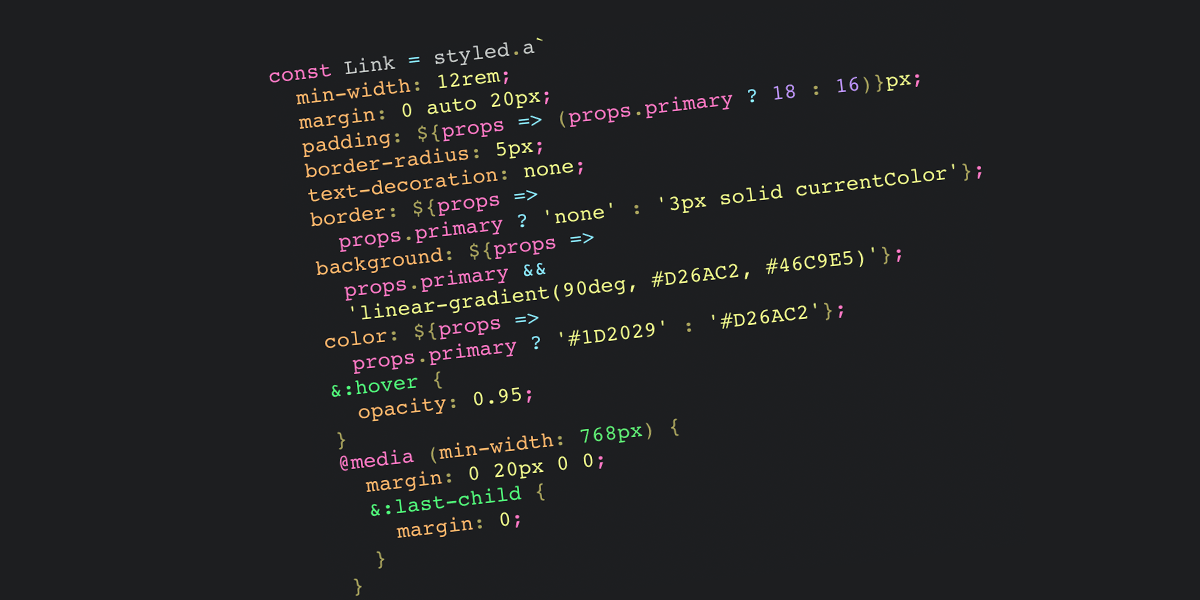 const Link = styled.a`
  min-width: 12rem;
  margin: 0 auto 20px;
  padding: ${props => (props.primary ? 18 : 16)}px;
  border-radius: 5px;
  text-decoration: none;
  border: ${props =>
    props.primary ? 'none' : '3px solid currentColor'};
  background: ${props =>
    props.primary &&
    'linear-gradient(90deg, #D26AC2, #46C9E5)'};
  color: ${props =>
    props.primary ? '#1D2029' : '#D26AC2'};
  &:hover {
    opacity: 0.95;
  }
  @media (min-width: 768px) {
    margin: 0 20px 0 0;
    &:last-child {
      margin: 0;
    }
  }